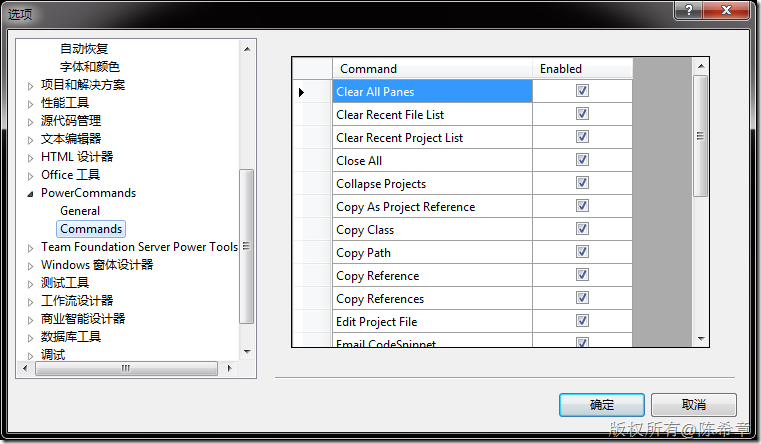 选项
自动恢复
字体和颜色
项目和解决方案
性能工具
源代码管理
文本编辑器
HTML 设计器
Office 工具
PowerCommands
General
Commands
Team Foundation Server Power Tools
Windows 窗体设计器
测试工具
工作流设计器
商业智能设计器
数据库工具
调试
Command Enabled
Clear All Panes
Clear Recent File List
Clear Recent Project List
Close All
Collapse Projects
Copy As Project Reference
Copy Class
Copy Path
Copy Reference
Copy References
Edit Project File
Email CodeSnippet
确定 取消
版权所有@陈希章